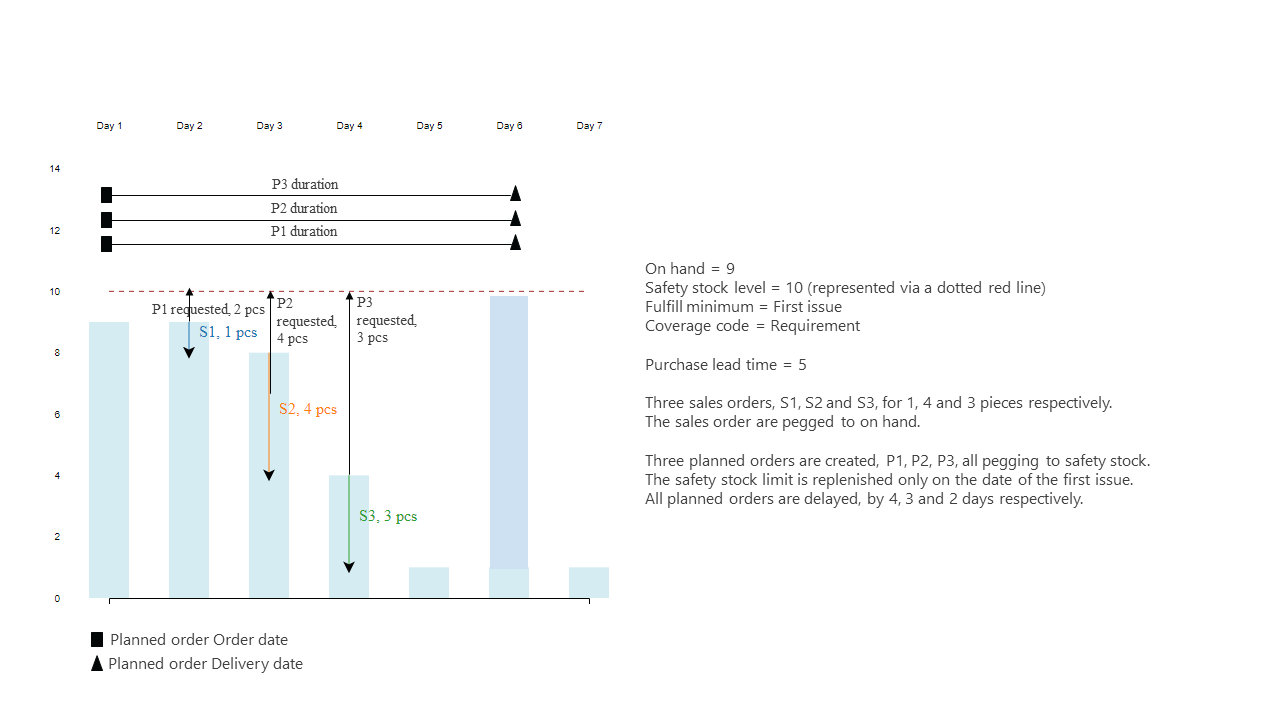 Day 1 Day 2 Day 3 Day 4 Day 5 Day 6 Day 7
14
P3 duration
P2 duration
12
P1 duration
10
P1 requested, 2 pcs
P2
requested,
4 pcs
P3
requested,
3 pcs
S1, 1 pcs
8
6
S2, 4 pcs
4
S3, 3 pcs
2
0
Planned order Order date
Planned order Delivery date
On hand = 9
Safety stock level = 10 (represented via a dotted red line)
Fulfill minimum = First issue
Coverage code = Requirement
Purchase lead time = 5
Three sales orders, S1, S2 and S3, for 1, 4 and 3 pieces respectively.
The sales order are pegged to on hand.
Three planned orders are created, P1, P2, P3, all pegging to safety stock.
The safety stock limit is replenished only on the date of the first issue.
All planned orders are delayed, by 4, 3 and 2 days respectively.